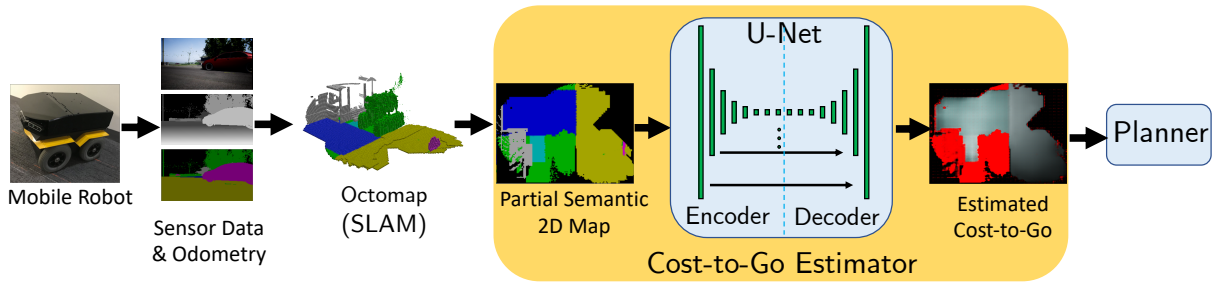 Mobile Robot
Sensor Data
& Odometry
Octomap
(SLAM)
Partial Semantic
2D Map
U-Net
Encoder
Decoder
Estimated
Cost-to-Go
Cost-to-Go Estimator
Planner